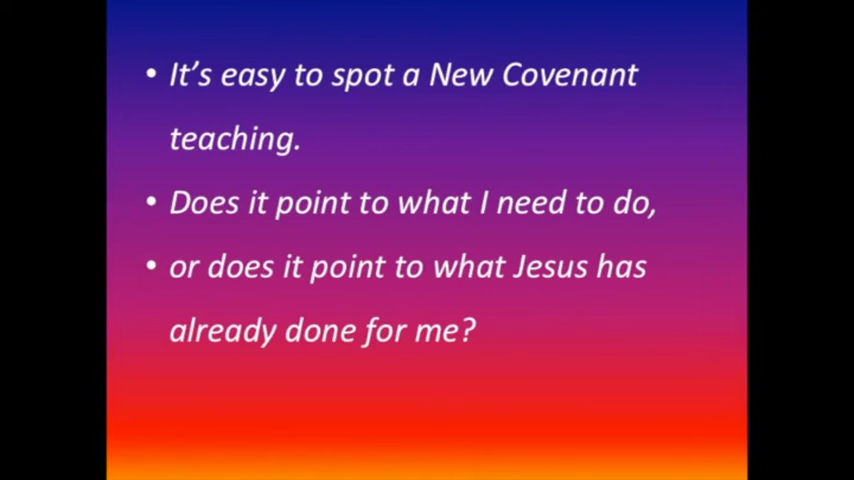 • It’s easy to spot a New Covenant
teaching.
• Does it point to what I need to do,
• or does it point to what Jesus has
already done for me?